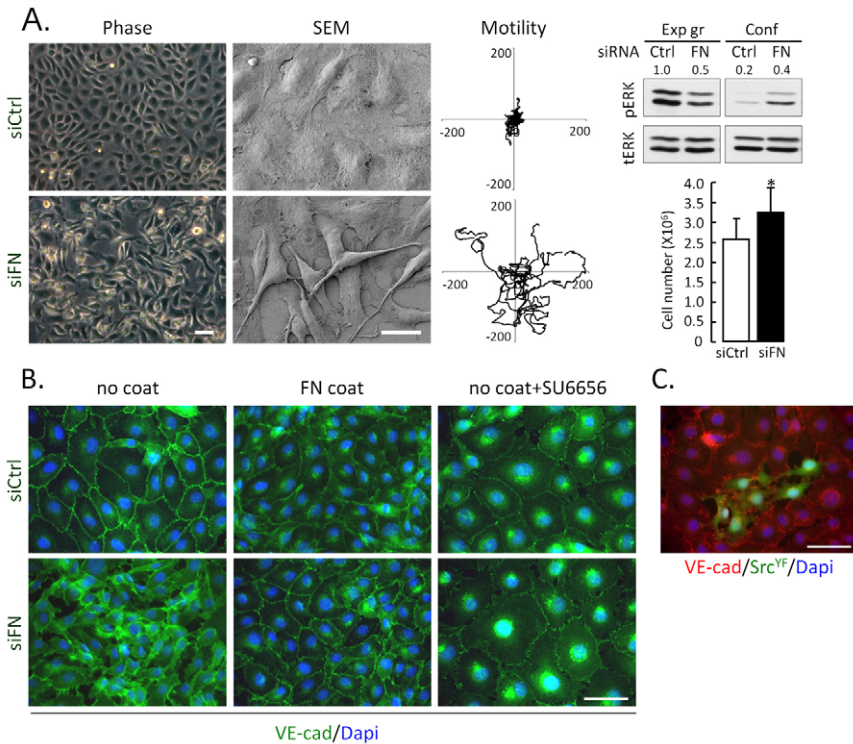 A.
Phase
SEM
Motility
siCtrl
siFN
200
-200
200
-200
200
-200
200
-200
Exp gr
Conf
siRNA
Ctrl
FN
Ctrl
FN
1.0
0.5
0.2
0.4
pERK
tERK
Cell number (X10⁶)
4.0
3.5
3.0
2.5
2.0
1.5
1.0
0.5
0
*
siCtrl
siFN
B.
no coat
FN coat
no coat+SU6656
siCtrl
siFN
VE-cad/Dapi
C.
VE-cad/Srcʸᶠ/Dapi